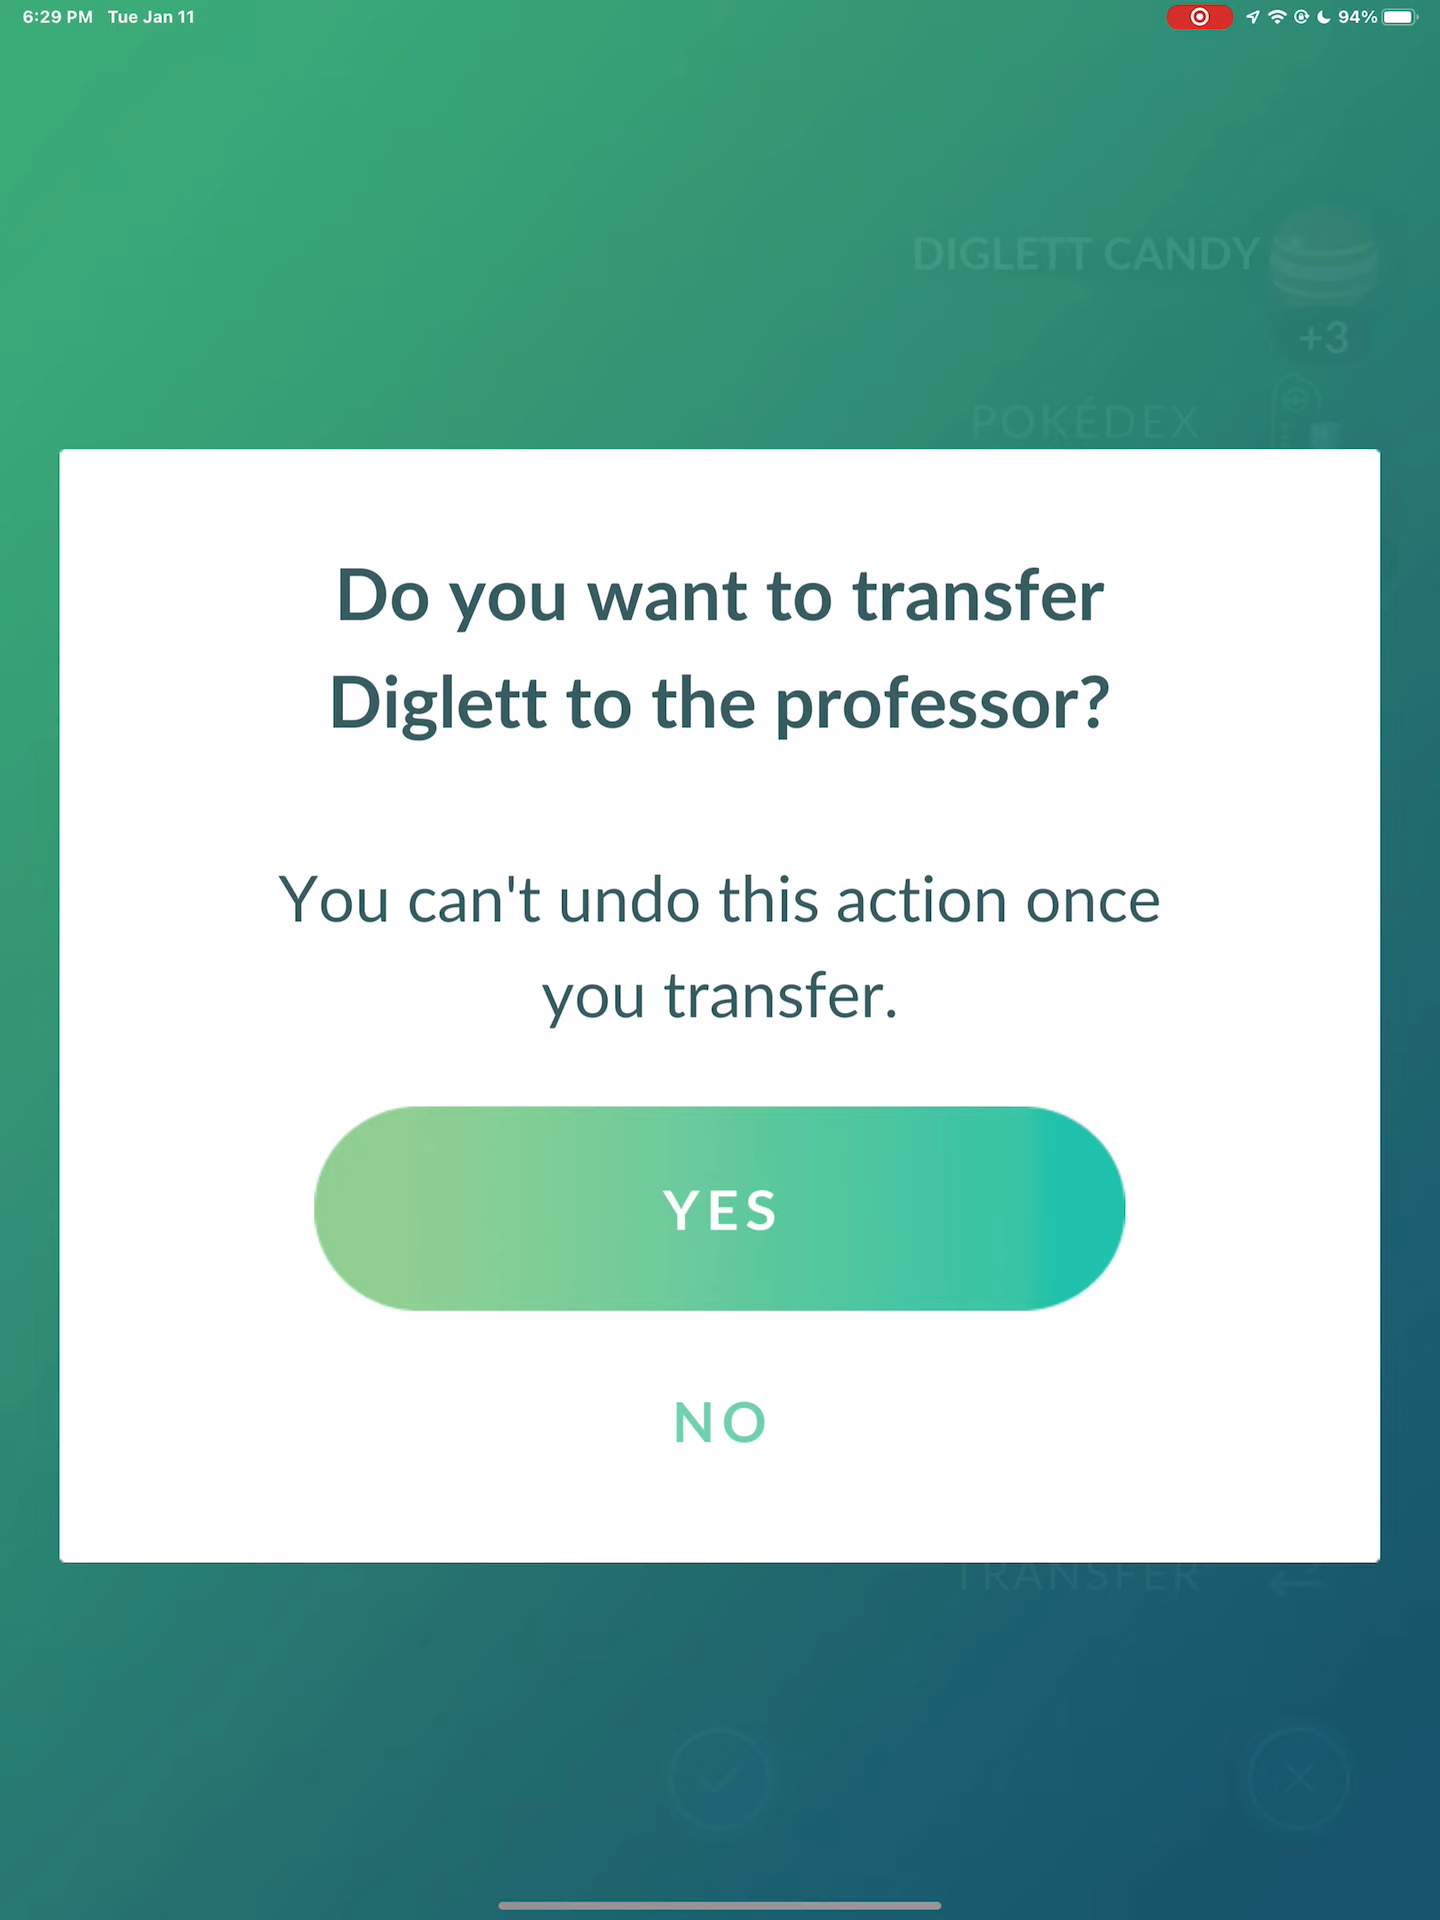 6:29 PM Tue Jan 11
94%
DIGLETT CANDY
+3
POKÉDEX
Do you want to transfer
Diglett to the professor?
You can't undo this action once
you transfer.
YES
NO
TRANSFER